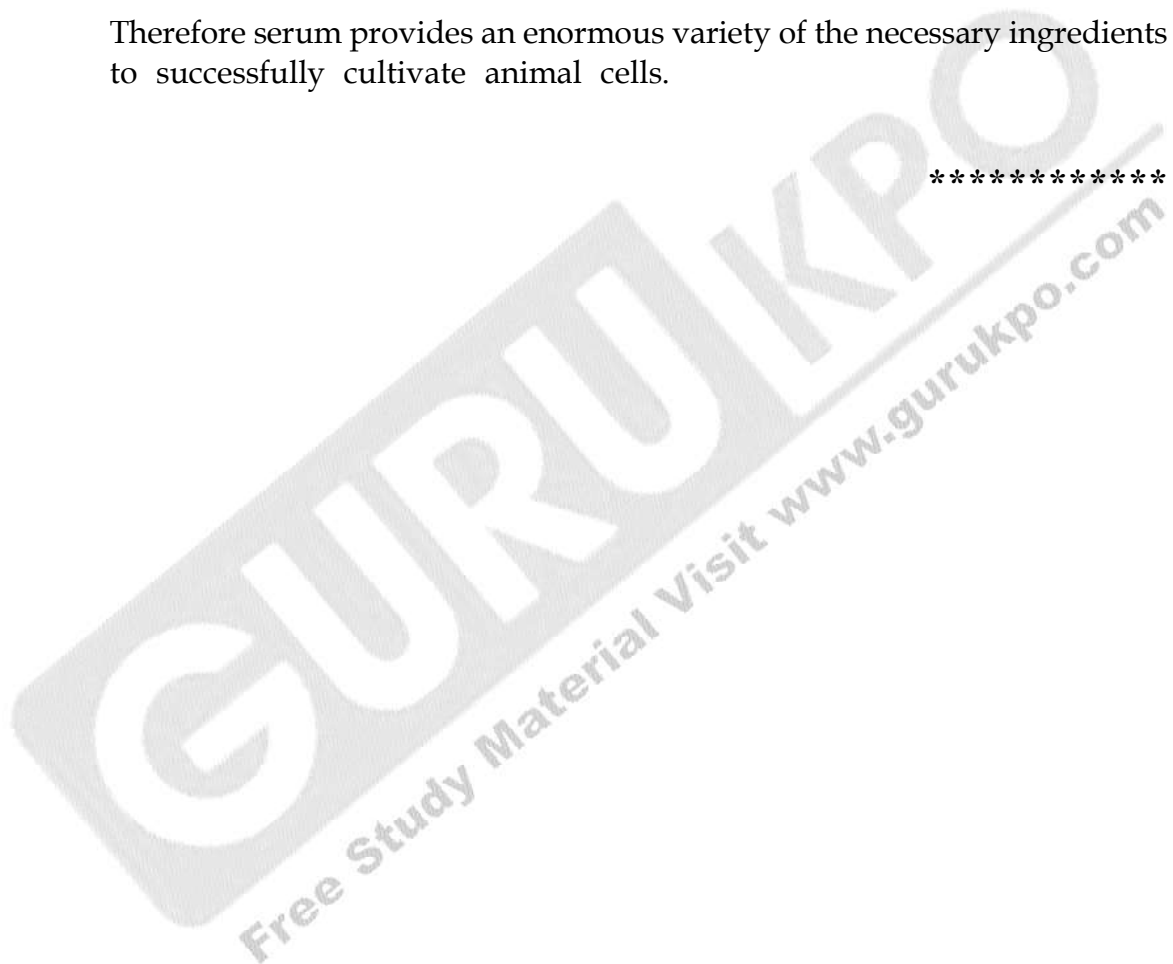 Therefore serum provides an enormous variety of the necessary ingredients
to successfully cultivate animal cells.
************
GURUKPO
Free Study Material Visit www.gurukpo.com